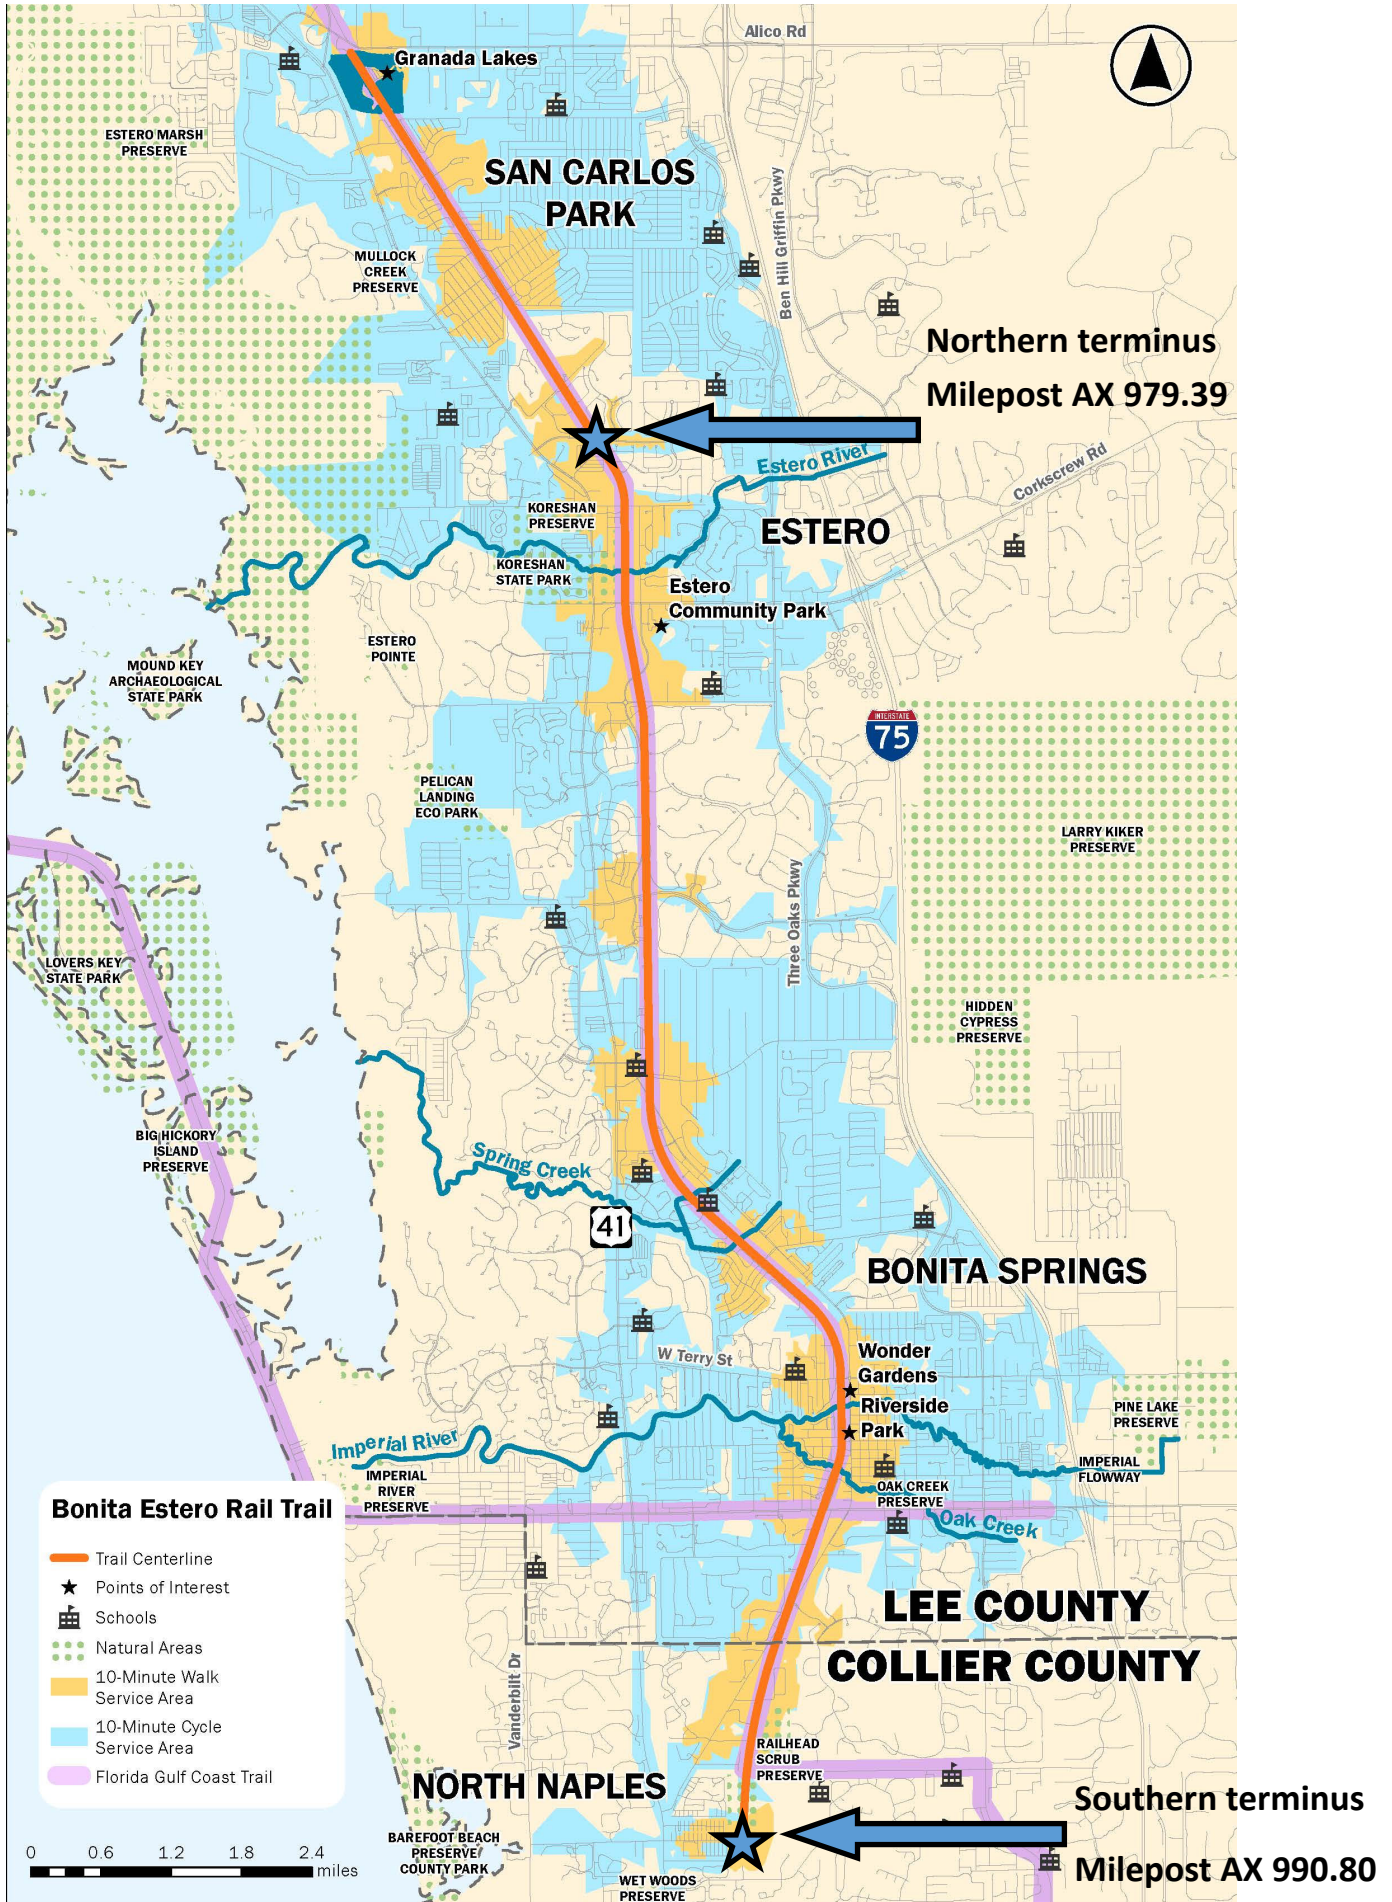 Alico Rd
Granada Lakes
ESTERO MARSH
PRESERVE
SAN CARLOS
PARK
Ben Hill Griffin Pkwy
MULLOCK
CREEK
PRESERVE
Northern terminus
Milepost AX 979.39
Estero River
Corkscrew Rd
KORESHAN
PRESERVE
ESTERO
KORESHAN
STATE PARK
Estero
Community Park
ESTERO
POINTE
MOUND KEY
ARCHAEOLOGICAL
STATE PARK
INTERSTATE
75
PELICAN
LANDING
ECO PARK
LARRY KIKER
PRESERVE
Three Oaks Pkwy
LOVERS KEY
STATE PARK
HIDDEN
CYPRESS
PRESERVE
BIG HICKORY
ISLAND
PRESERVE
Spring Creek
41
BONITA SPRINGS
W Terry St
Wonder
Gardens
Riverside
Park
PINE LAKE
PRESERVE
Imperial River
IMPERIAL
RIVER
PRESERVE
IMPERIAL
FLOWWAY
OAK CREEK
PRESERVE
Oak Creek
LEE COUNTY
COLLIER COUNTY
Vanderbilt Dr
RAILHEAD
SCRUB
PRESERVE
NORTH NAPLES
Southern terminus
Milepost AX 990.80
BAREFOOT BEACH
PRESERVE
COUNTY PARK
WET WOODS
PRESERVE
Bonita Estero Rail Trail
Trail Centerline
Points of Interest
Schools
Natural Areas
10-Minute Walk
Service Area
10-Minute Cycle
Service Area
Florida Gulf Coast Trail
0 0.6 1.2 1.8 2.4
miles